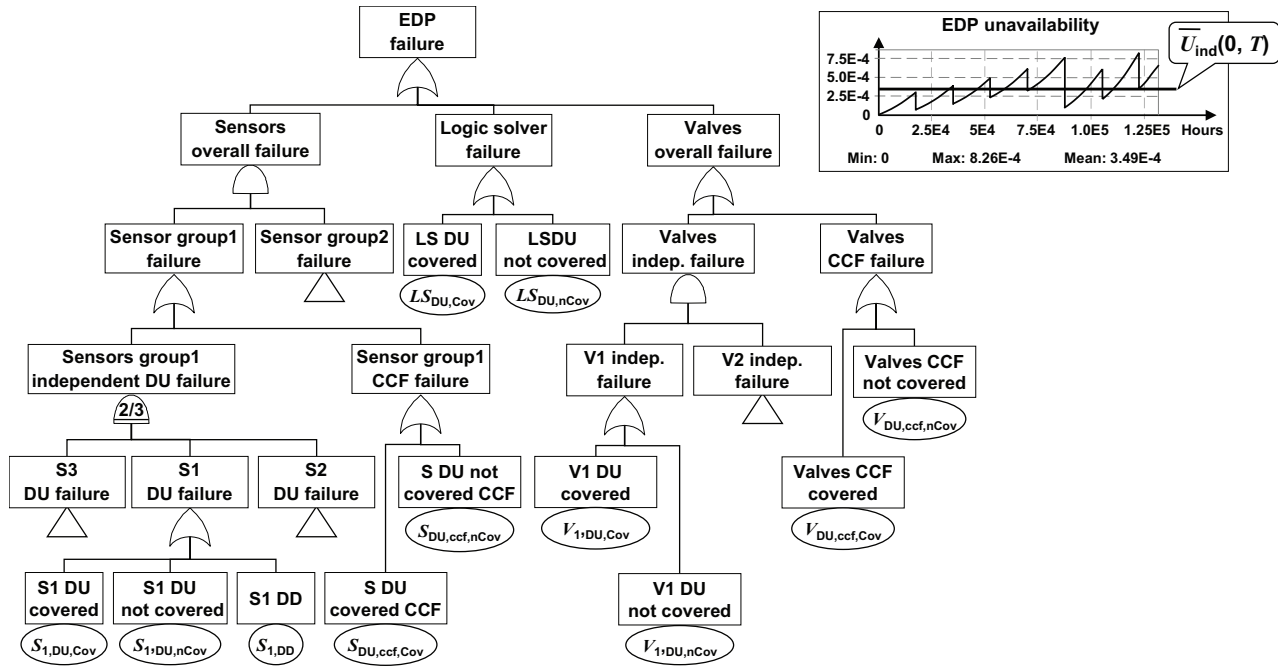 EDP
failure
EDP unavailability
U̅ind(0, T)
7.5E-4
5.0E-4
2.5E-4
0
0
2.5E4
5E4
7.5E4
1.0E5
1.25E5
Hours
Min: 0
Max: 8.26E-4
Mean: 3.49E-4
Sensors
overall failure
Logic solver
failure
Valves
overall failure
Sensor group1
failure
Sensor group2
failure
LS DU
covered
LSDU
not covered
Valves
indep. failure
Valves
CCF failure
LSDU,Cov
LSDU,nCov
Sensors group1
independent DU failure
Sensor group1
CCF failure
V1 indep.
failure
V2 indep.
failure
Valves CCF
not covered
VDU,ccf,nCov
2/3
S3
DU failure
S1
DU failure
S2
DU failure
S DU not
covered CCF
V1 DU
covered
Valves CCF
covered
SDU,ccf,nCov
V1,DU,Cov
VDU,ccf,Cov
S1 DU
covered
S1 DU
not covered
S1 DD
S DU
covered CCF
V1 DU
not covered
S1,DU,Cov
S1,DU,nCov
S1,DD
SDU,ccf,Cov
V1,DU,nCov